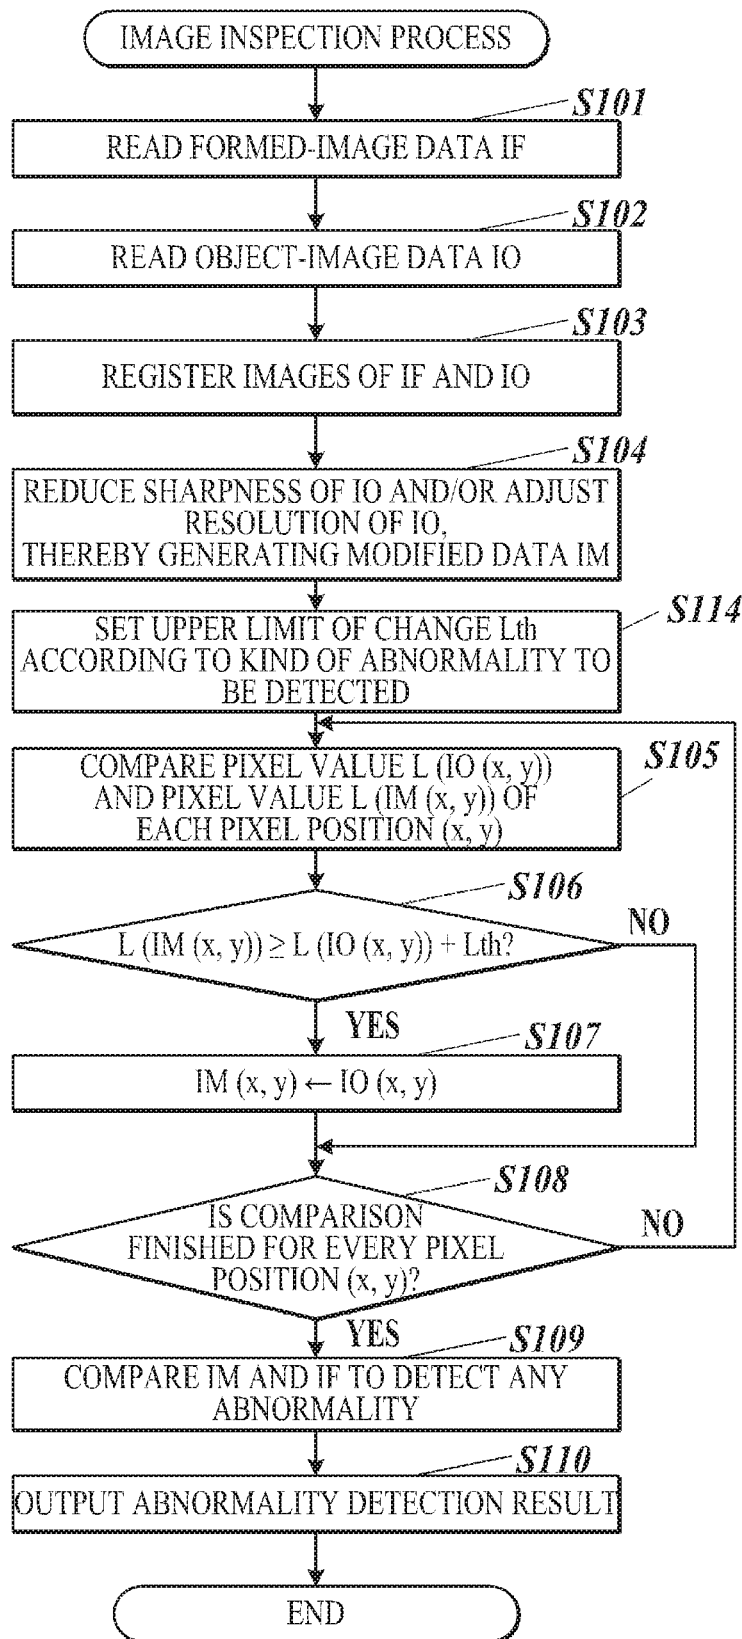 IMAGE INSPECTION PROCESS
S101
READ FORMED-IMAGE DATA IF
S102
READ OBJECT-IMAGE DATA IO
S103
REGISTER IMAGES OF IF AND IO
S104
REDUCE SHARPNESS OF IO AND/OR ADJUST
RESOLUTION OF IO,
THEREBY GENERATING MODIFIED DATA IM
S114
SET UPPER LIMIT OF CHANGE Lth
ACCORDING TO KIND OF ABNORMALITY TO
BE DETECTED
S105
COMPARE PIXEL VALUE L (IO (x, y))
AND PIXEL VALUE L (IM (x, y)) OF
EACH PIXEL POSITION (x, y)
S106
L (IM (x, y)) ≥ L (IO (x, y)) + Lth?
NO
YES
S107
IM (x, y) ← IO (x, y)
S108
IS COMPARISON
FINISHED FOR EVERY PIXEL
POSITION (x, y)?
NO
YES
S109
COMPARE IM AND IF TO DETECT ANY
ABNORMALITY
S110
OUTPUT ABNORMALITY DETECTION RESULT
END